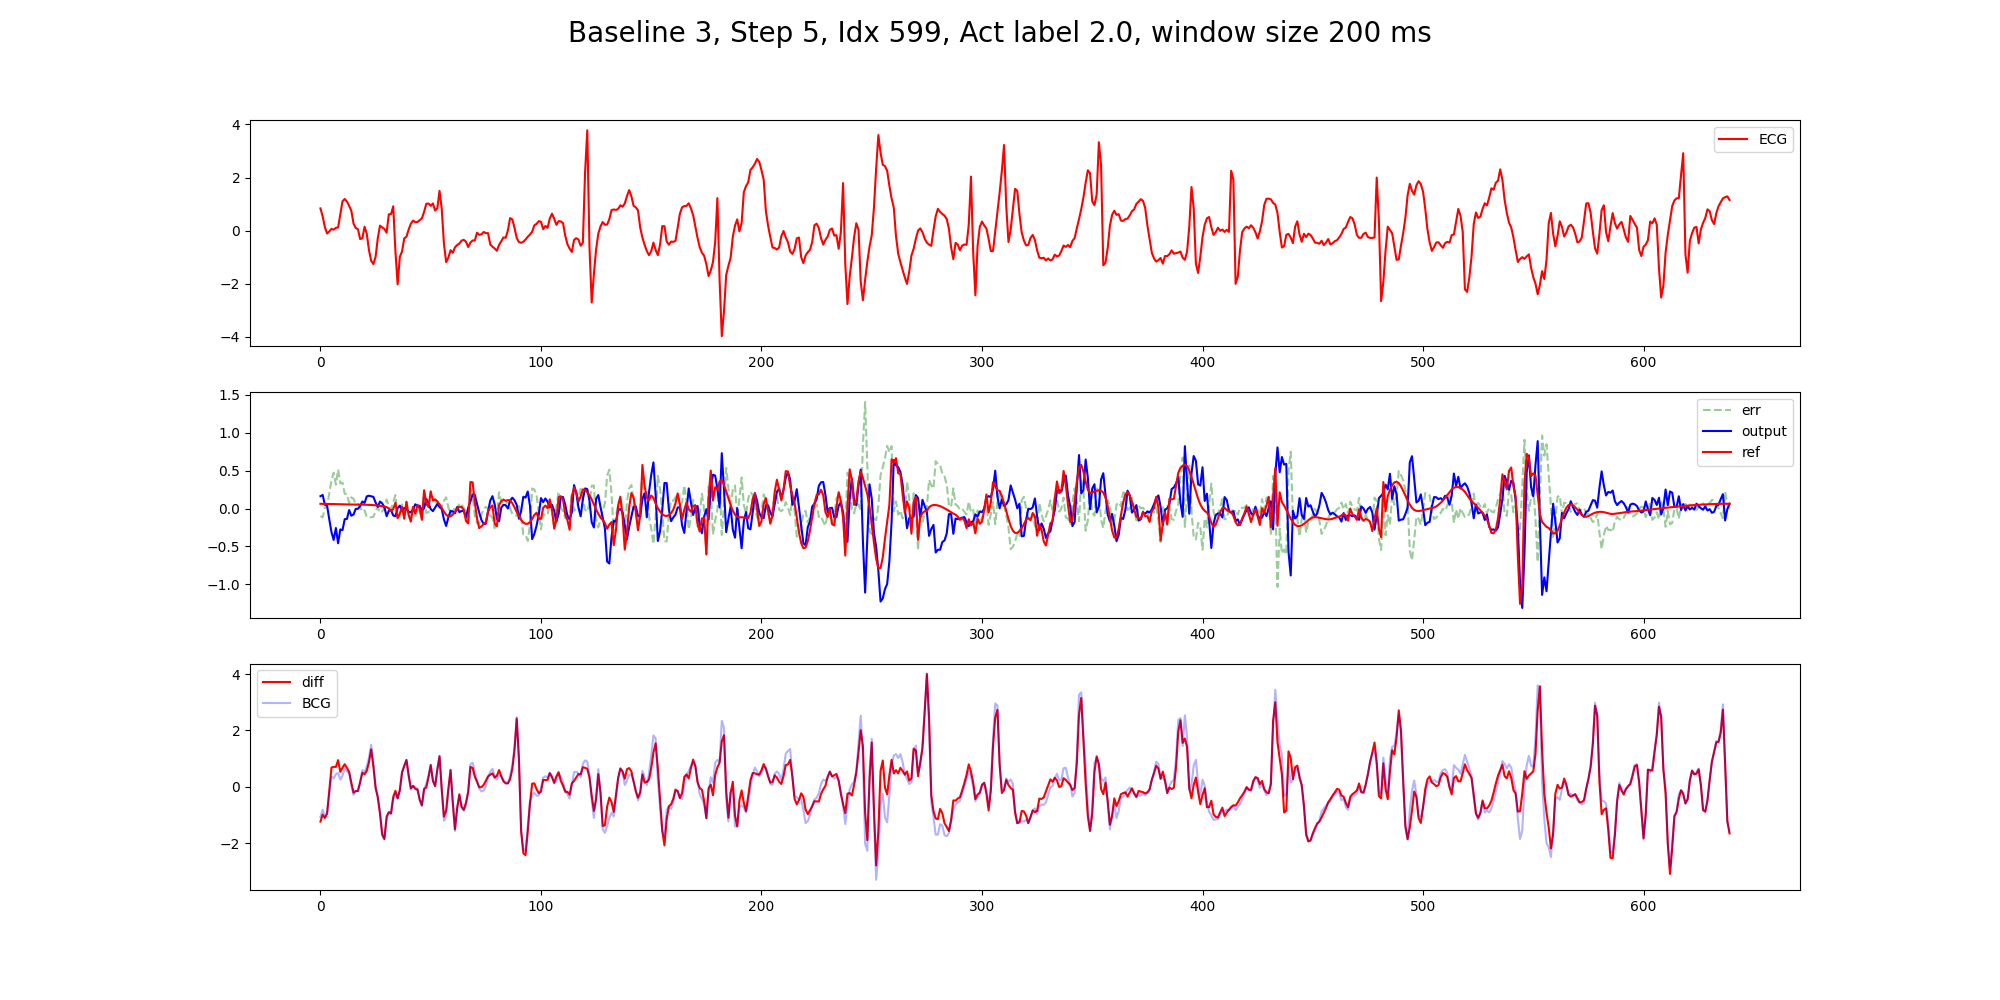 Baseline 3, Step 5, Idx 599, Act label 2.0, window size 200 ms
4
2
0
−2
−4
ECG
0 100 200 300 400 500 600
1.5
1.0
0.5
0.0
−0.5
−1.0
err
output
ref
0 100 200 300 400 500 600
4
2
0
−2
diff
BCG
0 100 200 300 400 500 600